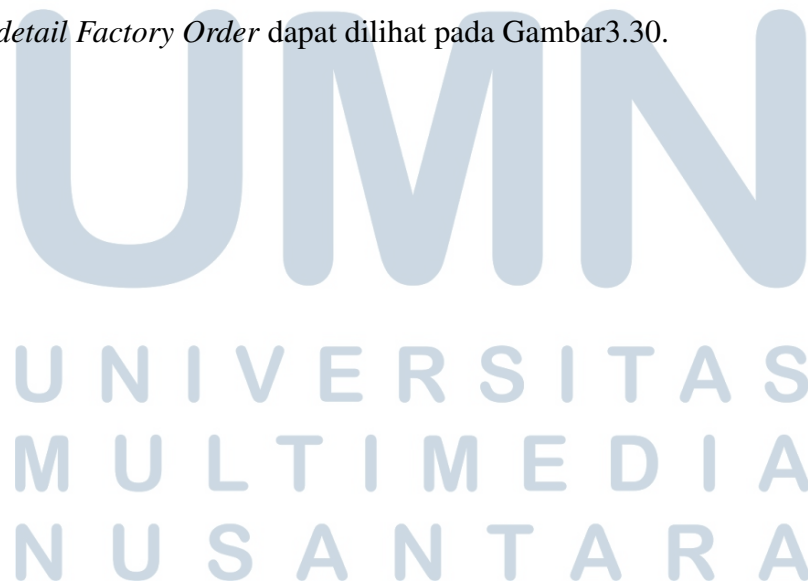 detail Factory Order dapat dilihat pada Gambar3.30.
UMN
UNIVERSITAS
MULTIMEDIA
NUSANTARA